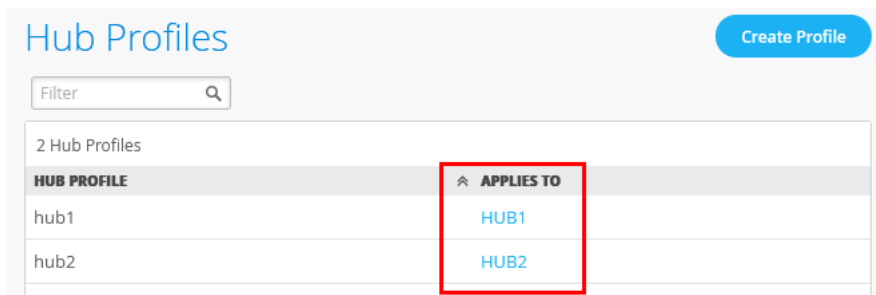 Hub Profiles
Create Profile
Filter
2 Hub Profiles
HUB PROFILE APPLIES TO
hub1 HUB1
hub2 HUB2